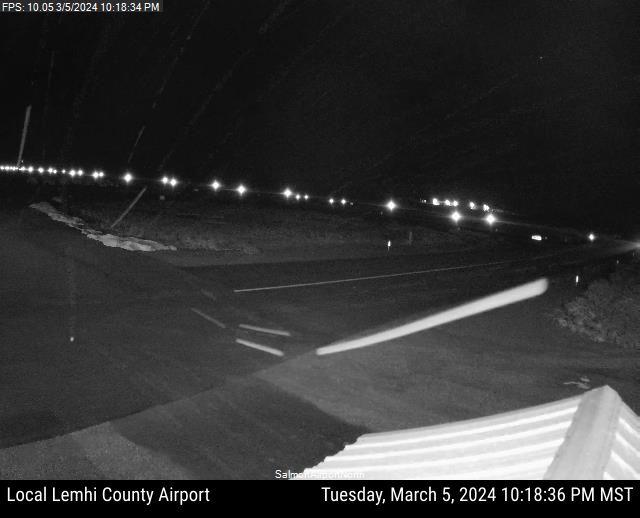 FPS: 10.05 3/5/2024 10:18:34 PM
Local Lemhi County Airport
Tuesday, March 5, 2024 10:18:36 PM MST